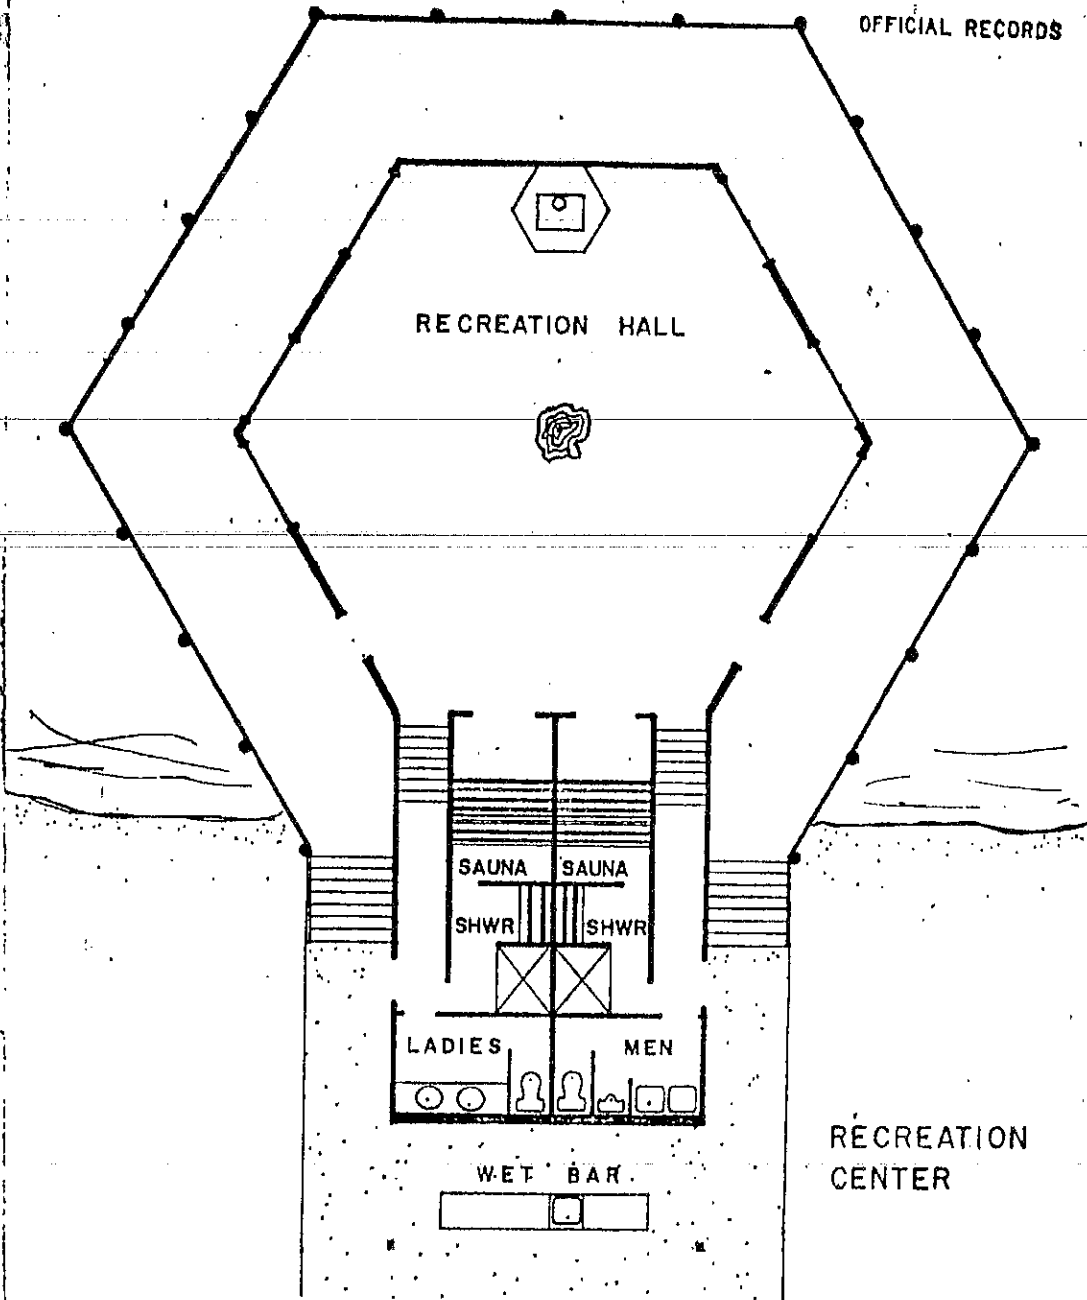 OFFICIAL RECORDS
RECREATION HALL
SAUNA SAUNA
SHWR SHWR
LADIES MEN
RECREATION
CENTER
WET BAR